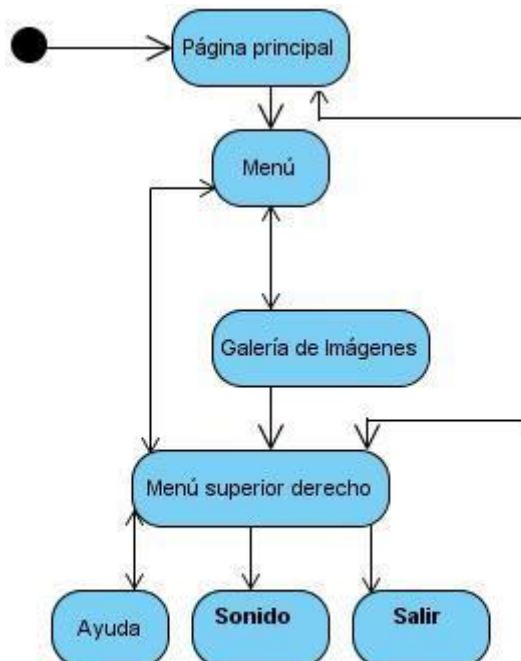 Página principal
Menú
Galería de Imágenes
Menú superior derecho
Ayuda
Sonido
Salir